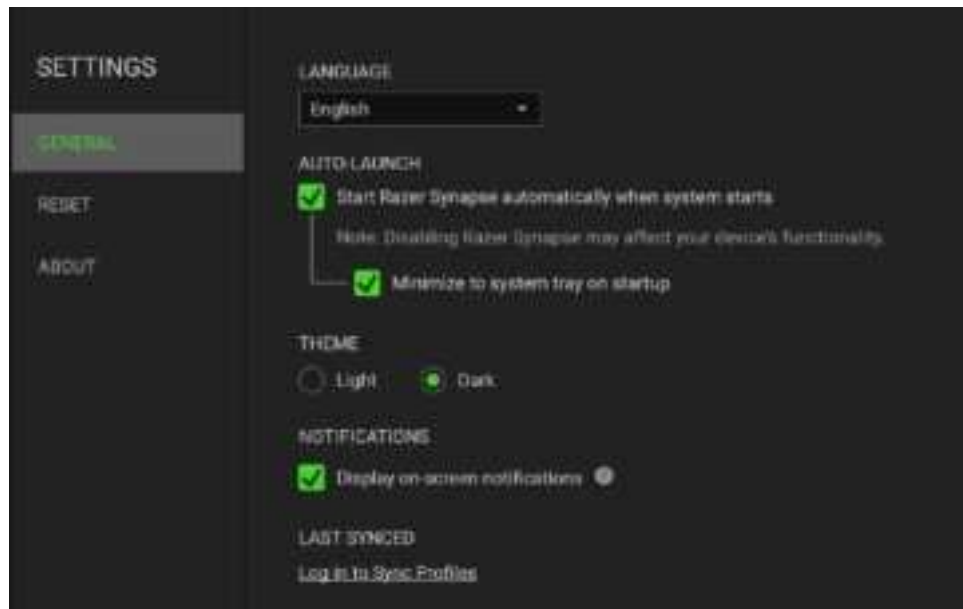 SETTINGS
GENERAL
RESET
ABOUT
LANGUAGE
English
AUTO-LAUNCH
Start Razer Synapse automatically when system starts
Note: Disabling Razer Synapse may affect your device's functionality.
Minimize to system tray on startup
THEME
Light
Dark
NOTIFICATIONS
Display on-screen notifications
LAST SYNCED
Log in to Sync Profiles